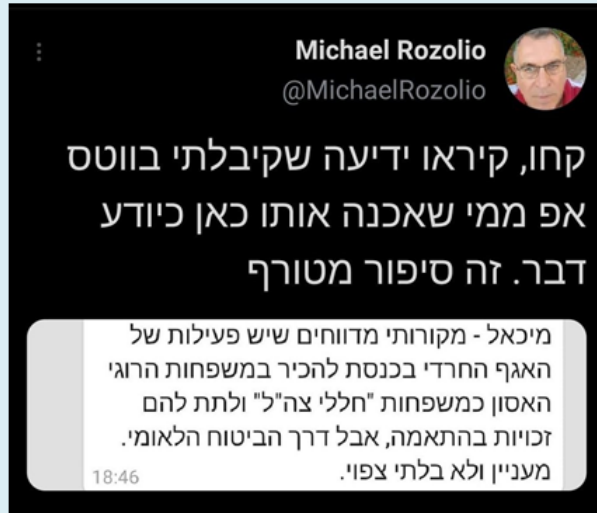 Michael Rozolio
@MichaelRozolio
קחו, קיראו ידיעה שקיבלתי בווטס
אפ ממי שאכנה אותו כאן כיודע
דבר. זה סיפור מטורף
מיכאל - מקורותי מדווחים שיש פעילות של
האגף החרדי בכנסת להכיר במשפחות הרוגי
האסון כמשפחות "חללי צה"ל" ולתת להם
זכויות בהתאמה, אבל דרך הביטוח הלאומי.
מעניין ולא בלתי צפוי.
18:46